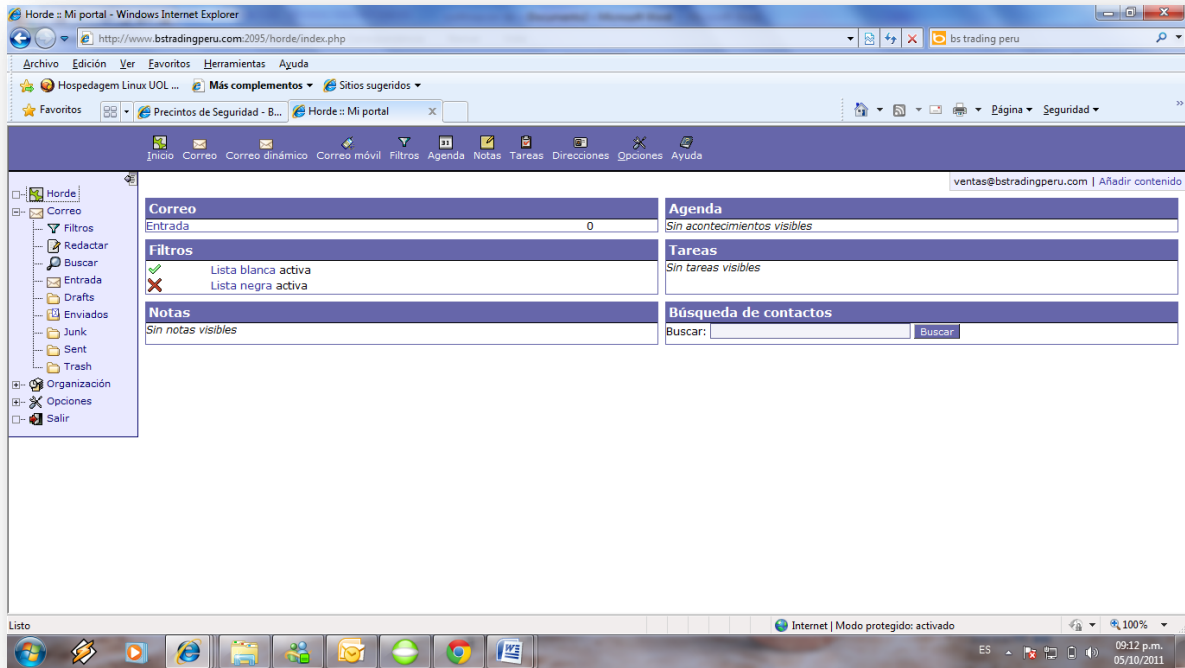 Horde :: Mi portal - Windows Internet Explorer
http://www.bstradingperu.com:2095/horde/index.php
bs trading peru
Archivo Edición Ver Favoritos Herramientas Ayuda
Hospedagem Linux UOL ... Más complementos Sitios sugeridos
Favoritos Precintos de Seguridad - B... Horde :: Mi portal x Página Seguridad »
Inicio Correo Correo dinámico Correo móvil Filtros Agenda Notas Tareas Direcciones Opciones Ayuda
ventas@bstradingperu.com | Añadir contenido
Horde
Correo
Filtros
Redactar
Buscar
Entrada
Drafts
Enviados
Junk
Sent
Trash
Organización
Opciones
Salir
Correo
Entrada 0
Filtros
Lista blanca activa
Lista negra activa
Notas
Sin notas visibles
Agenda
Sin acontecimientos visibles
Tareas
Sin tareas visibles
Búsqueda de contactos
Buscar: Buscar
Listo Internet | Modo protegido: activado 100%
ES 09:12 p.m.
05/10/2011